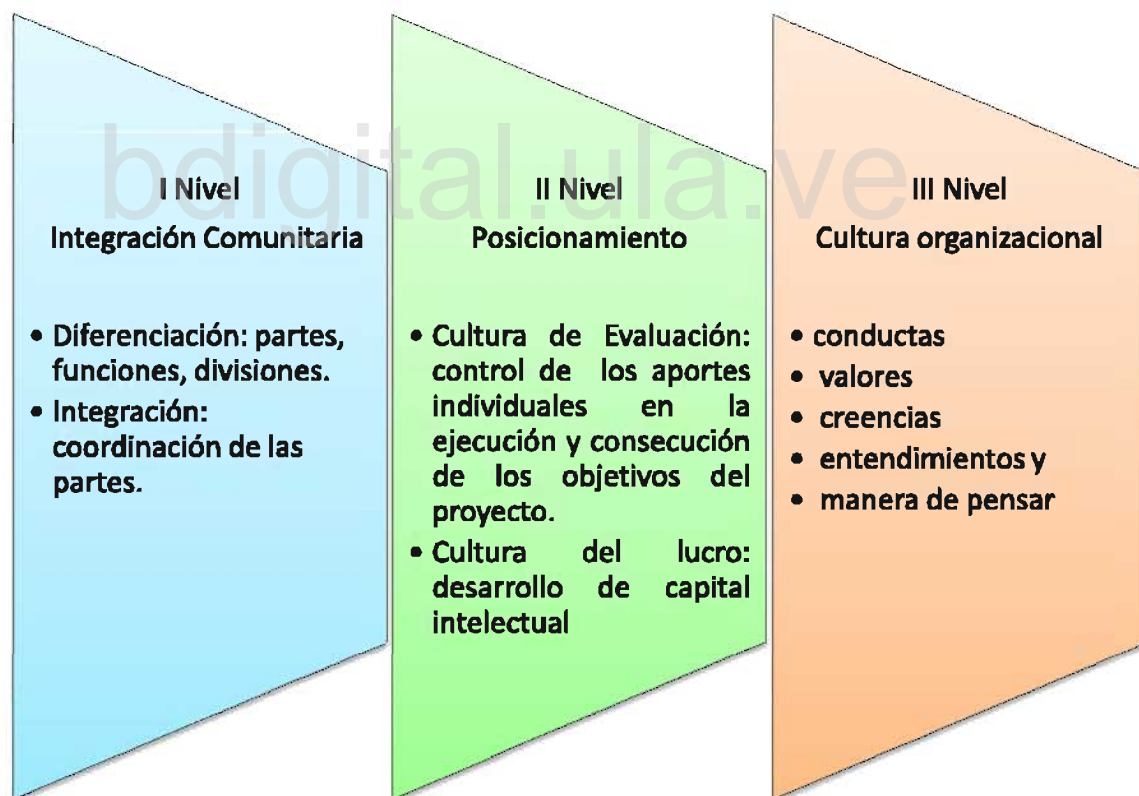 bdigital.ula.ve
I Nivel
Integración Comunitaria
• Diferenciación: partes,
funciones, divisiones.
• Integración:
coordinación de las
partes.
II Nivel
Posicionamiento
• Cultura de Evaluación:
control de los aportes
individuales en la
ejecución y consecución
de los objetivos del
proyecto.
• Cultura del lucro:
desarrollo de capital
intelectual
III Nivel
Cultura organizacional
• conductas
• valores
• creencias
• entendimientos y
• manera de pensar